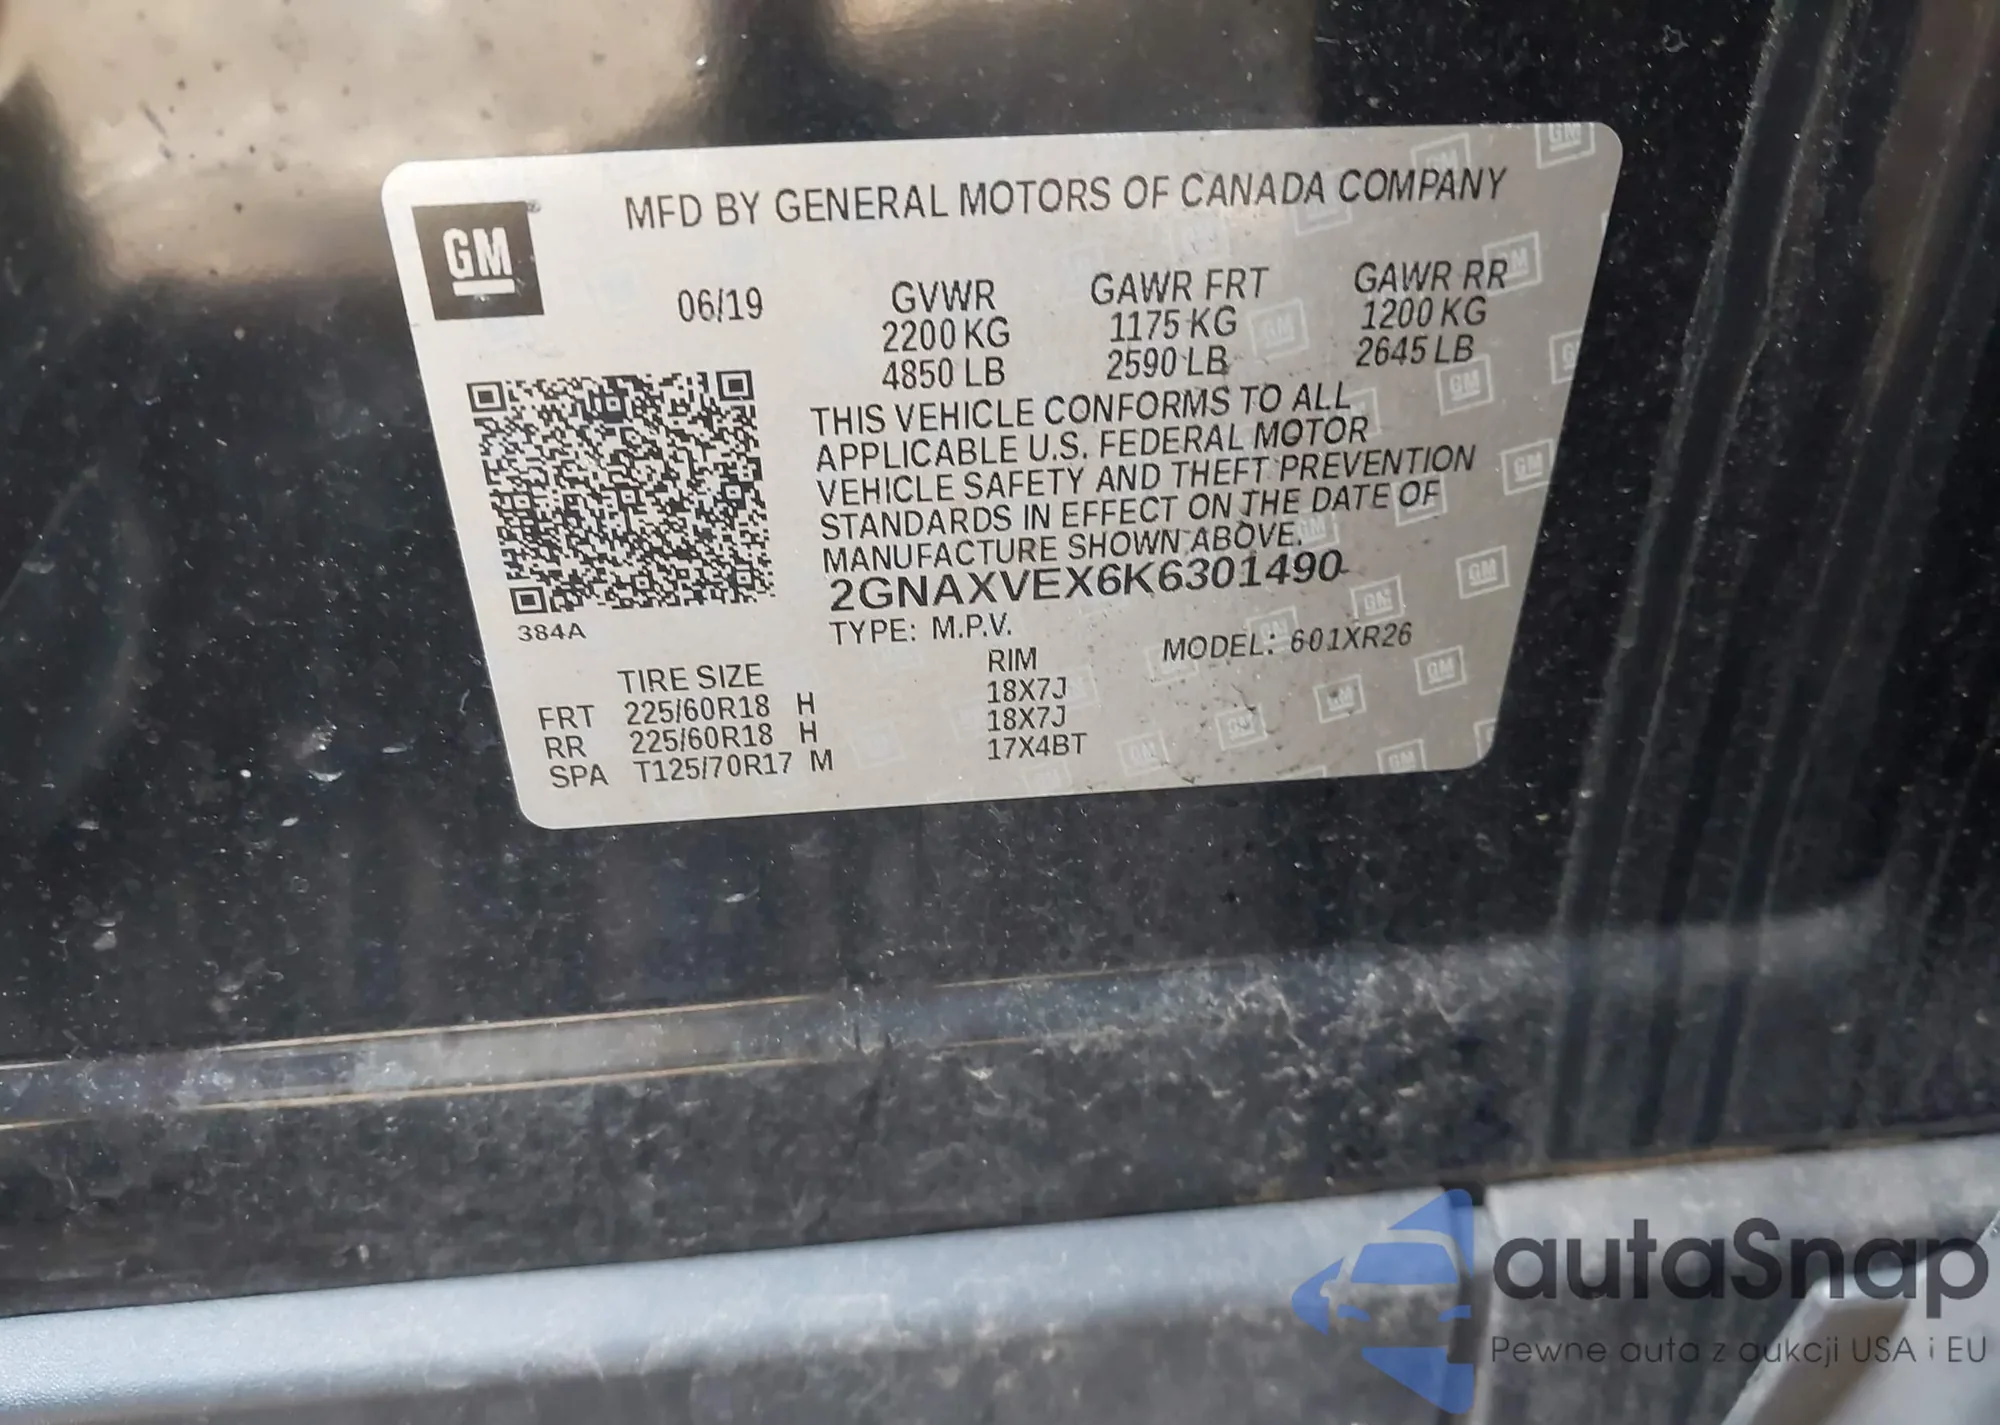 GM
MFD BY GENERAL MOTORS OF CANADA COMPANY
06/19
GVWR
2200 KG
4850 LB
GAWR FRT
1175 KG
2590 LB
GAWR RR
1200 KG
2645 LB
THIS VEHICLE CONFORMS TO ALL
APPLICABLE U.S. FEDERAL MOTOR
VEHICLE SAFETY AND THEFT PREVENTION
STANDARDS IN EFFECT ON THE DATE OF
MANUFACTURE SHOWN ABOVE.
2GNAXVEX6K6301490
384A
TYPE: M.P.V.
MODEL: 601XR26
TIRE SIZE RIM
FRT 225/60R18 H 18X7J
RR 225/60R18 H 18X7J
SPA T125/70R17 M 17X4BT
autaSnap
Pewne auta z aukcji USA i EU